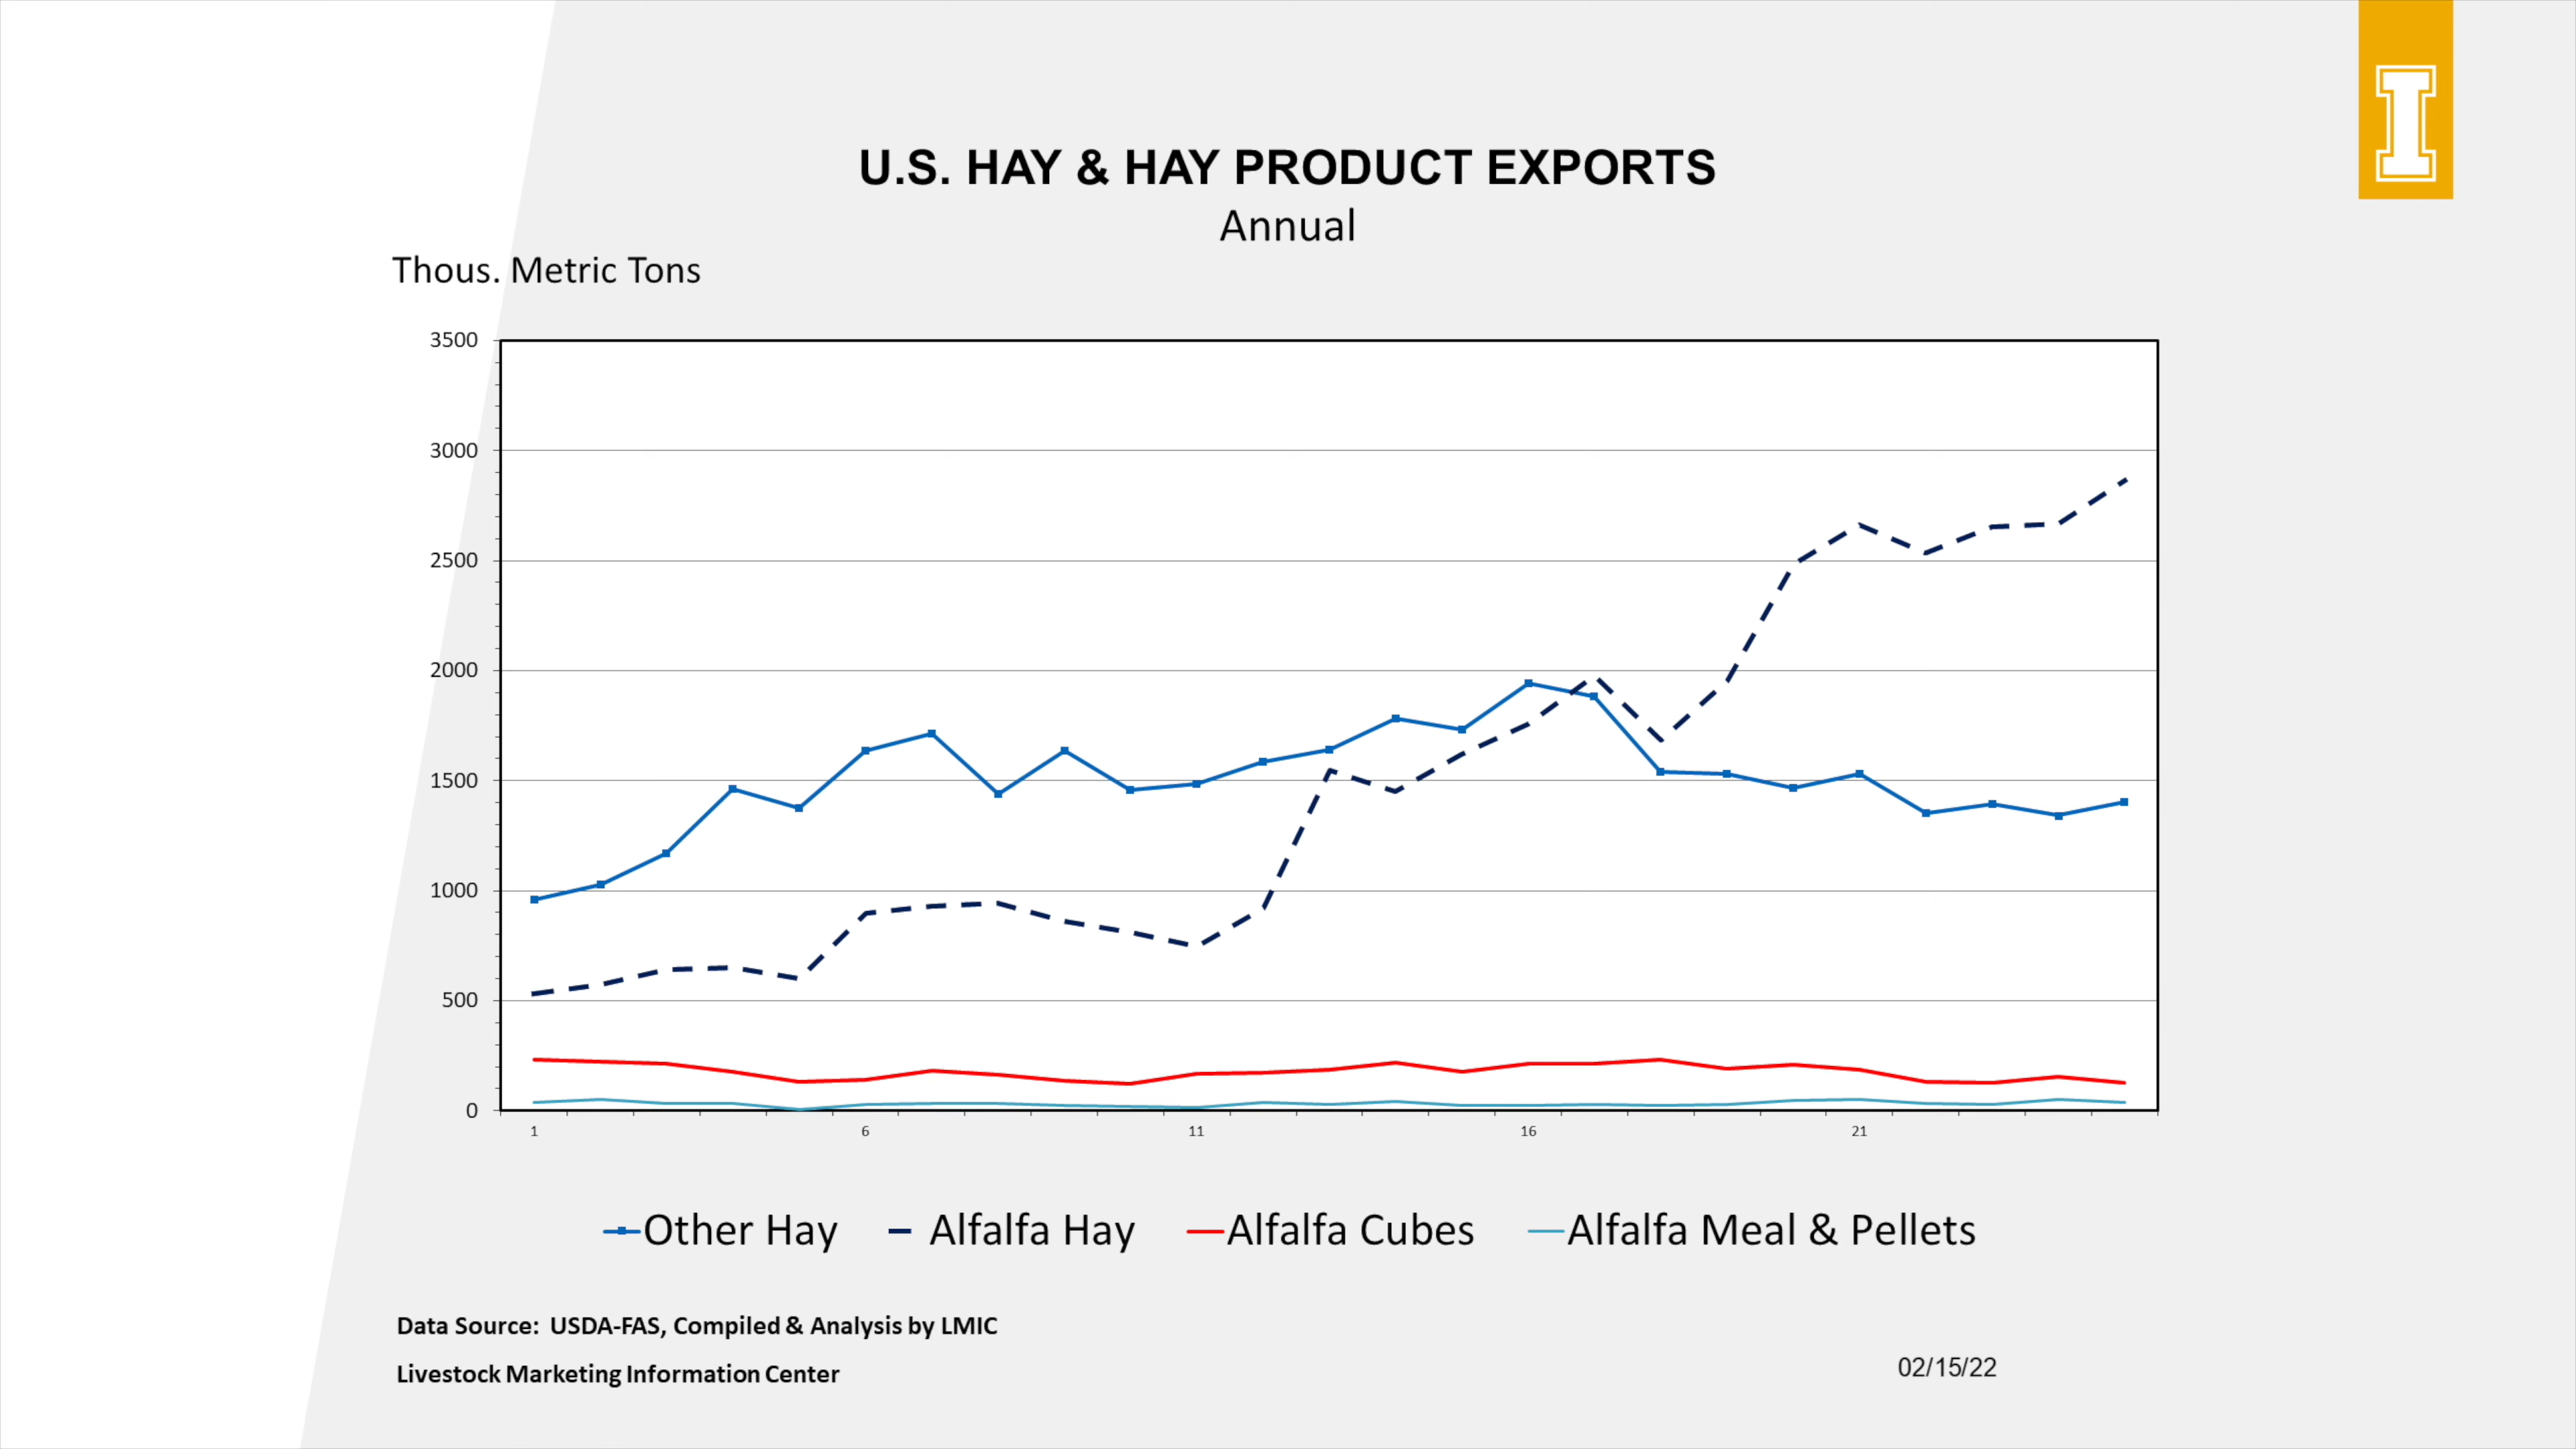 I
U.S. HAY & HAY PRODUCT EXPORTS
Annual
Thous. Metric Tons
3500
3000
2500
2000
1500
1000
500
0
1 6 11 16 21
Other Hay Alfalfa Hay Alfalfa Cubes Alfalfa Meal & Pellets
Data Source: USDA-FAS, Compiled & Analysis by LMIC
Livestock Marketing Information Center
02/15/22